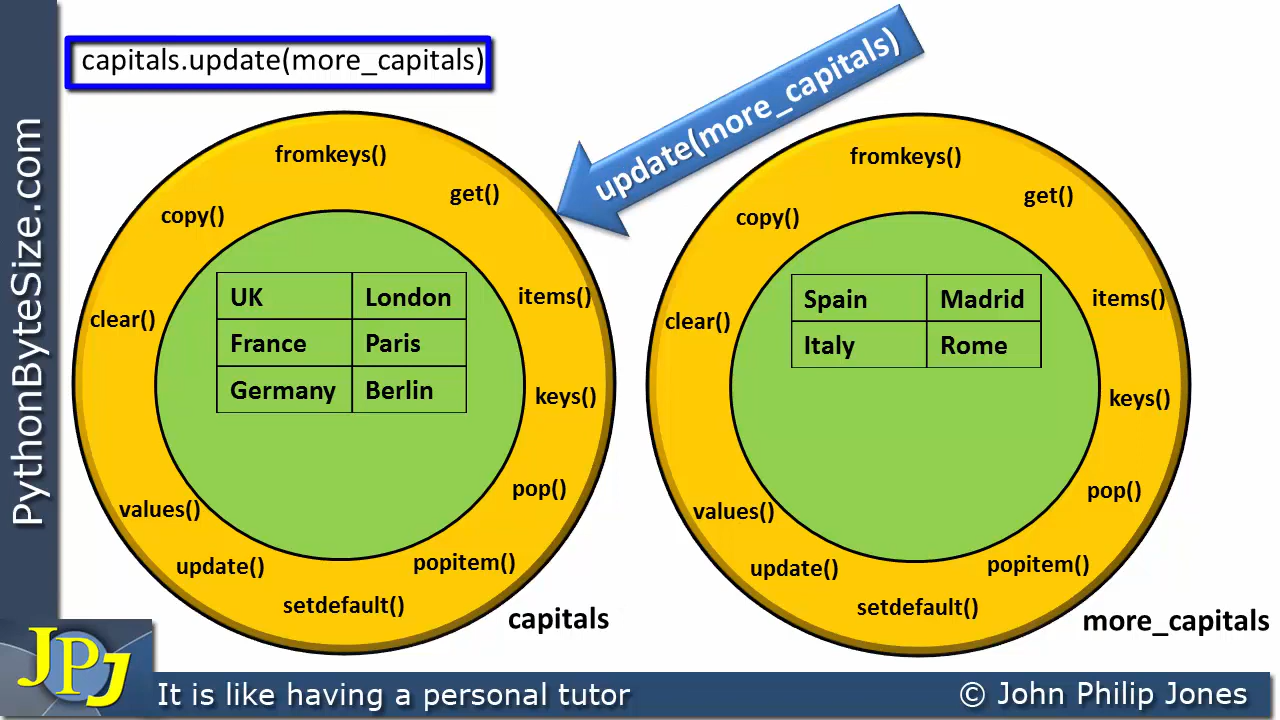 capitals.update(more_capitals)
update(more_capitals)
PythonByteSize.com
fromkeys()
get()
copy()
items()
clear()
keys()
pop()
values()
popitem()
update()
setdefault()
UK London
France Paris
Germany Berlin
capitals
fromkeys()
get()
copy()
items()
clear()
keys()
pop()
values()
popitem()
update()
setdefault()
Spain Madrid
Italy Rome
more_capitals
JPJ
It is like having a personal tutor
© John Philip Jones